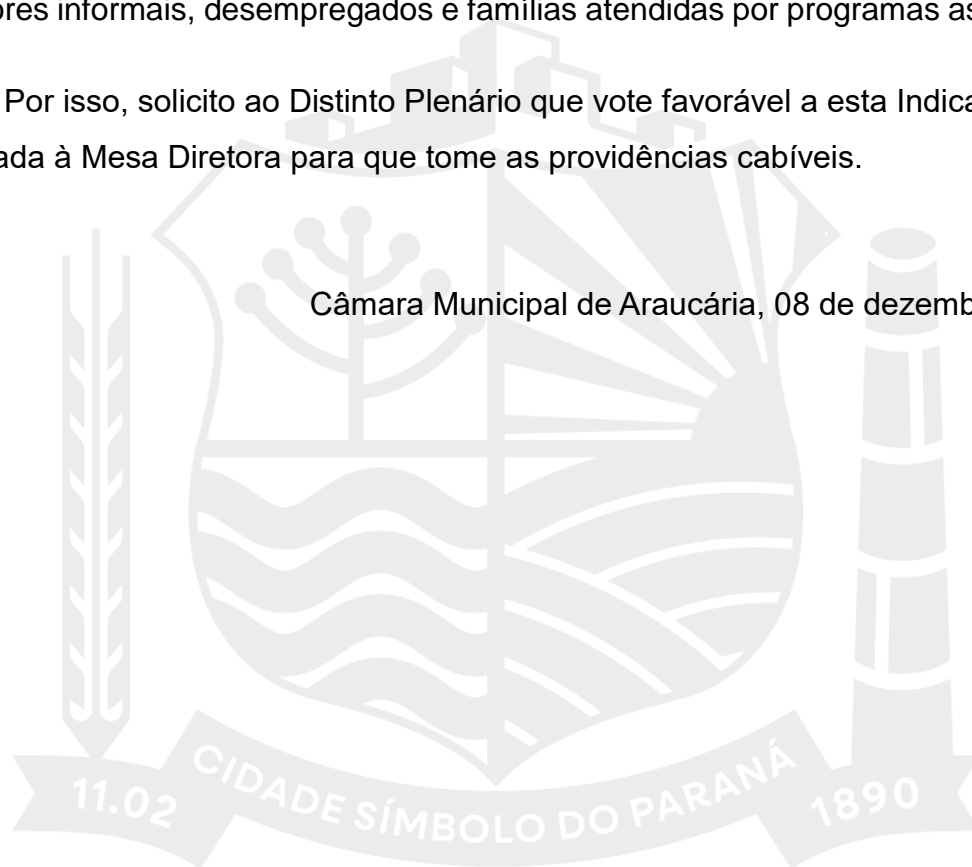 ores informais, desempregados e famílias atendidas por programas as
Por isso, solicito ao Distinto Plenário que vote favorável a esta Indica
ada à Mesa Diretora para que tome as providências cabíveis.
Câmara Municipal de Araucária, 08 de dezemb
11.02 CIDADE SÍMBOLO DO PARANÁ 1890